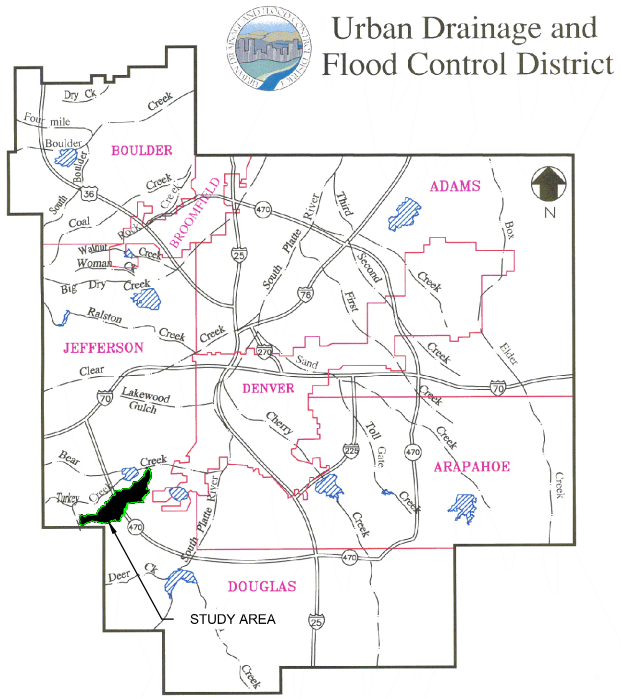 Urban Drainage and
Flood Control District
Dry Ck
Creek
Four mile
Boulder
BOULDER
South
Boulder
36
Creek
Creek
Coal
Rock
BROOMFIELD
470
ADAMS
N
Third
River
South Platte
Box
Walnut
Creek
Woman
Ck
25
Second
Creek
Big Dry
Creek
76
First
Ralston
Creek
Creek
JEFFERSON
270
Sand
Creek
Elder
Clear
DENVER
70
Creek
70
Lakewood
Gulch
Cherry
Toll
Gate
Creek
225
470
ARAPAHOE
Bear
Creek
Turkey
Creek
River
South Platte
Creek
Creek
Creek
470
470
Deer
Ck
DOUGLAS
STUDY AREA
25
Creek